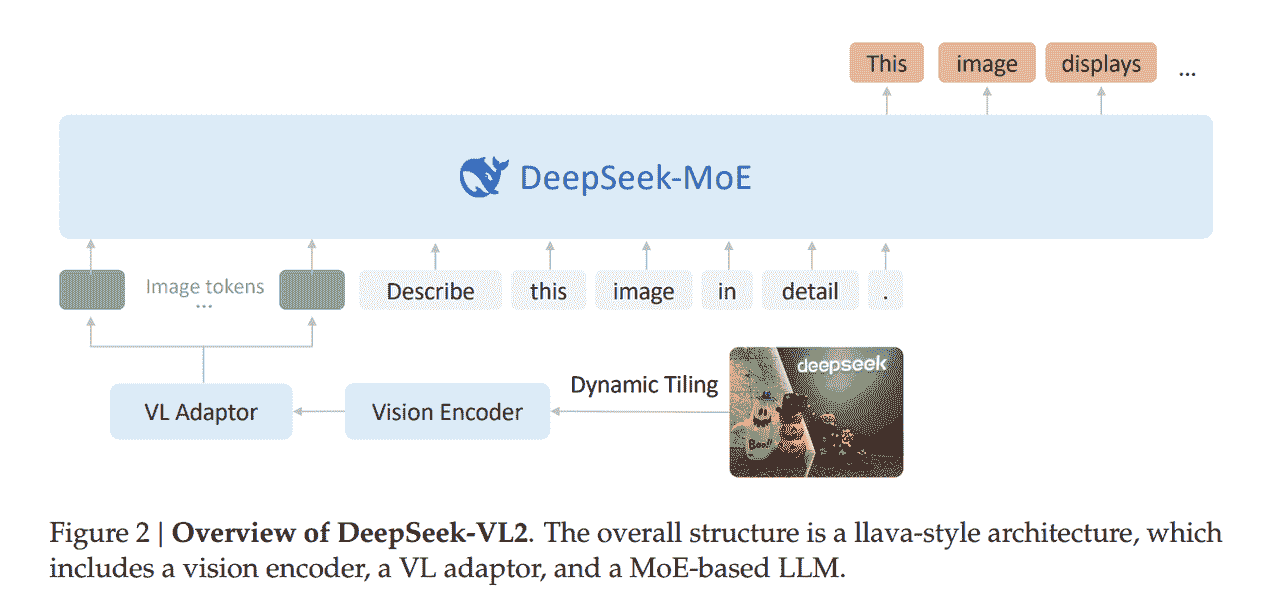 This image displays ...
DeepSeek-MoE
Image tokens
...
Describe this image in detail .
deepseek
Dynamic Tiling
VL Adaptor
Vision Encoder
Boo!!
Figure 2 | Overview of DeepSeek-VL2. The overall structure is a llava-style architecture, which
includes a vision encoder, a VL adaptor, and a MoE-based LLM.